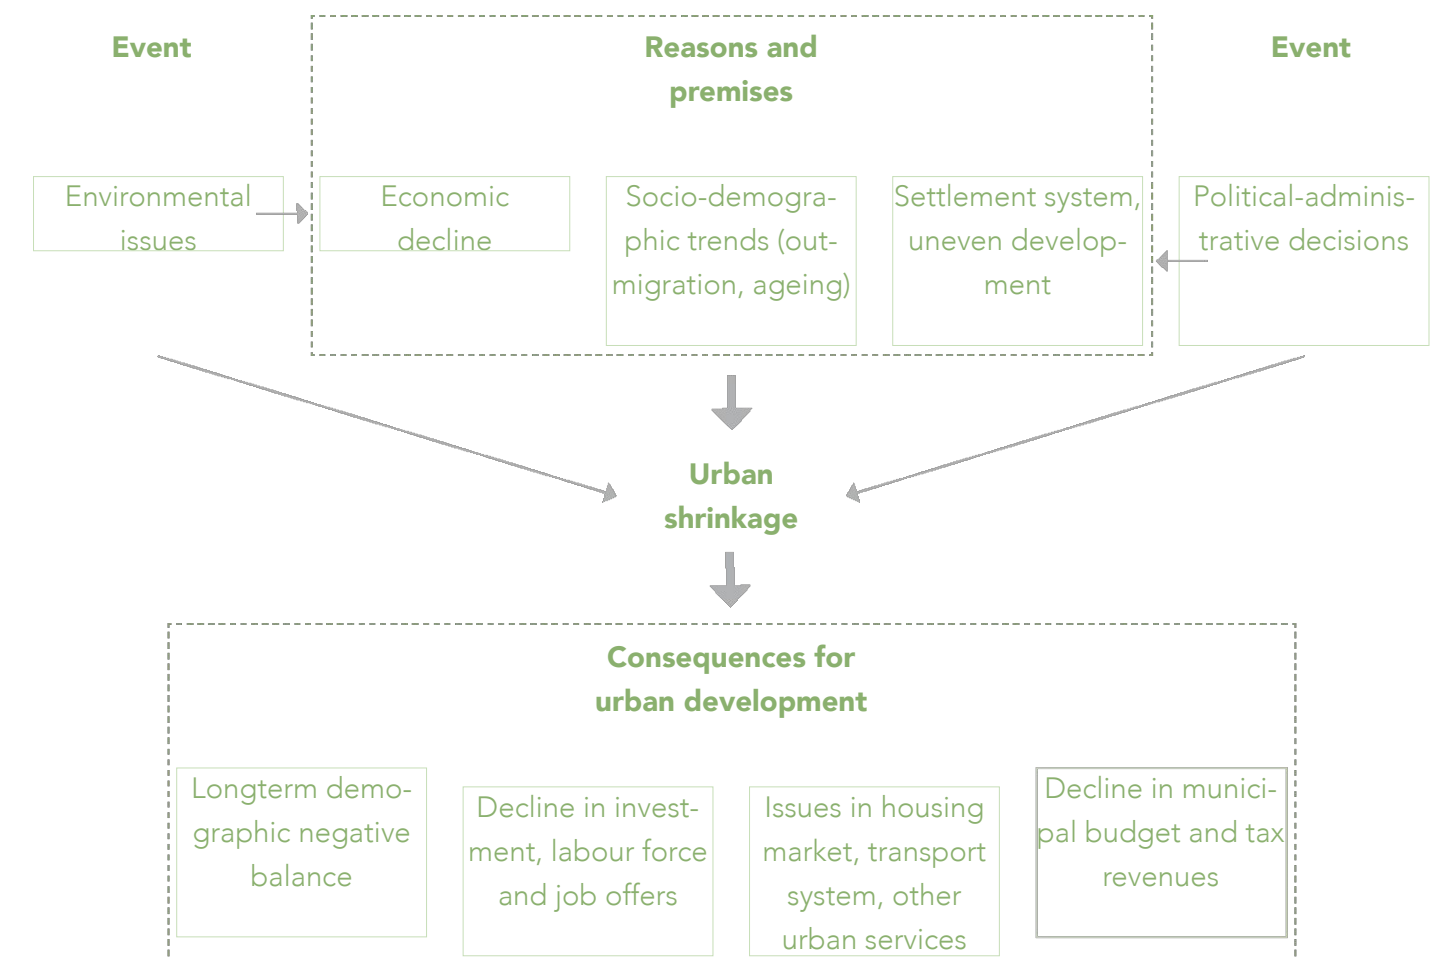 Event
Reasons and
premises
Event
Environmental
issues
Economic
decline
Socio-demogra-
phic trends (out-
migration, ageing)
Settlement system,
uneven develop-
ment
Political-adminis-
trative decisions
Urban
shrinkage
Consequences for
urban development
Longterm demo-
graphic negative
balance
Decline in invest-
ment, labour force
and job offers
Issues in housing
market, transport
system, other
urban services
Decline in munici-
pal budget and tax
revenues